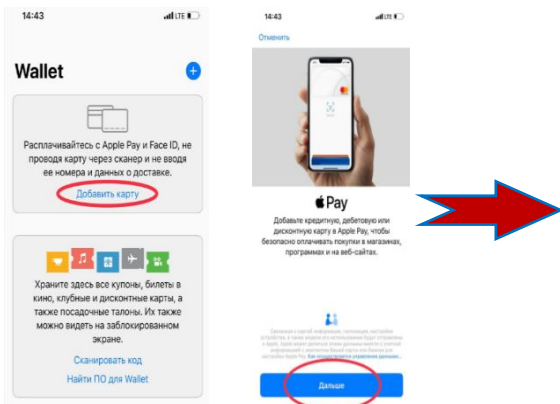 14:43
LTE
Wallet
Расплачивайтесь с Apple Pay и Face ID, не
проводя карту через сканер и не вводя
ее номера и данных о доставке.
Добавить карту
Храните здесь все купоны, билеты в
кино, клубные и дисконтные карты, а
также посадочные талоны. Их также
можно видеть на заблокированном
экране.
Сканировать код
Найти ПО для Wallet
14:43
LTE
Отменить
Pay
Добавьте кредитную, дебетовую или
дисконтную карту в Apple Pay, чтобы
безопасно оплачивать покупки в магазинах,
программах и на веб-сайтах.
Дальше